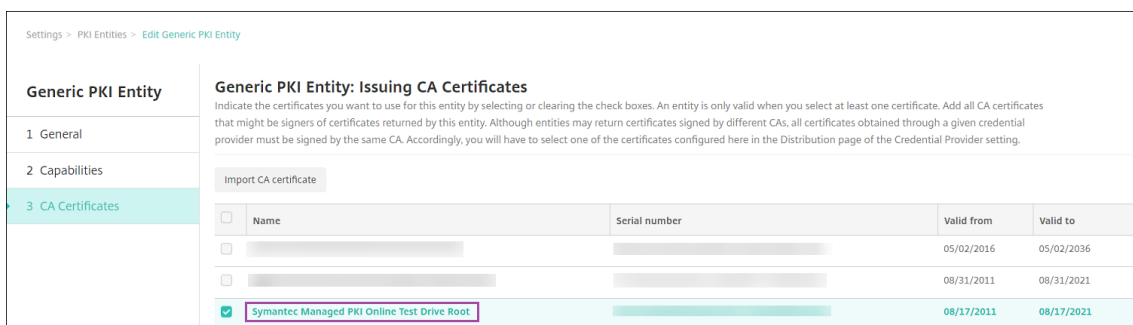 Settings > PKI Entities > Edit Generic PKI Entity
Generic PKI Entity
1 General
2 Capabilities
3 CA Certificates
Generic PKI Entity: Issuing CA Certificates
Indicate the certificates you want to use for this entity by selecting or clearing the check boxes. An entity is only valid when you select at least one certificate. Add all CA certificates
that might be signers of certificates returned by this entity. Although entities may return certificates signed by different CAs, all certificates obtained through a given credential
provider must be signed by the same CA. Accordingly, you will have to select one of the certificates configured here in the Distribution page of the Credential Provider setting.
Import CA certificate
Name Serial number Valid from Valid to
05/02/2016 05/02/2036
08/31/2011 08/31/2021
Symantec Managed PKI Online Test Drive Root 08/17/2011 08/17/2021